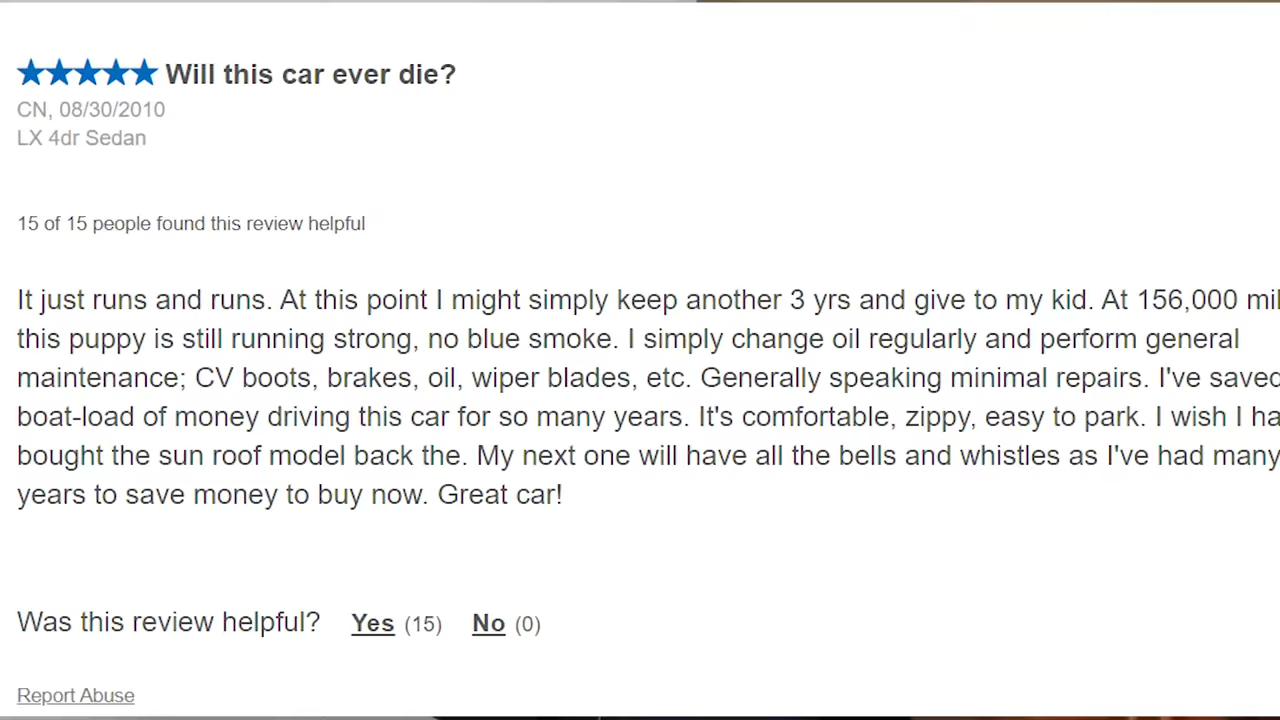 Will this car ever die?
CN, 08/30/2010
LX 4dr Sedan
15 of 15 people found this review helpful
It just runs and runs. At this point I might simply keep another 3 yrs and give to my kid. At 156,000
this puppy is still running strong, no blue smoke. I simply change oil regularly and perform general
maintenance; CV boots, brakes, oil, wiper blades, etc. Generally speaking minimal repairs. I've saved
boat-load of money driving this car for so many years. It's comfortable, zippy, easy to park. I wish I
bought the sun roof model back the. My next one will have all the bells and whistles as I've had many
years to save money to buy now. Great car!
Was this review helpful? Yes (15) No (0)
Report Abuse